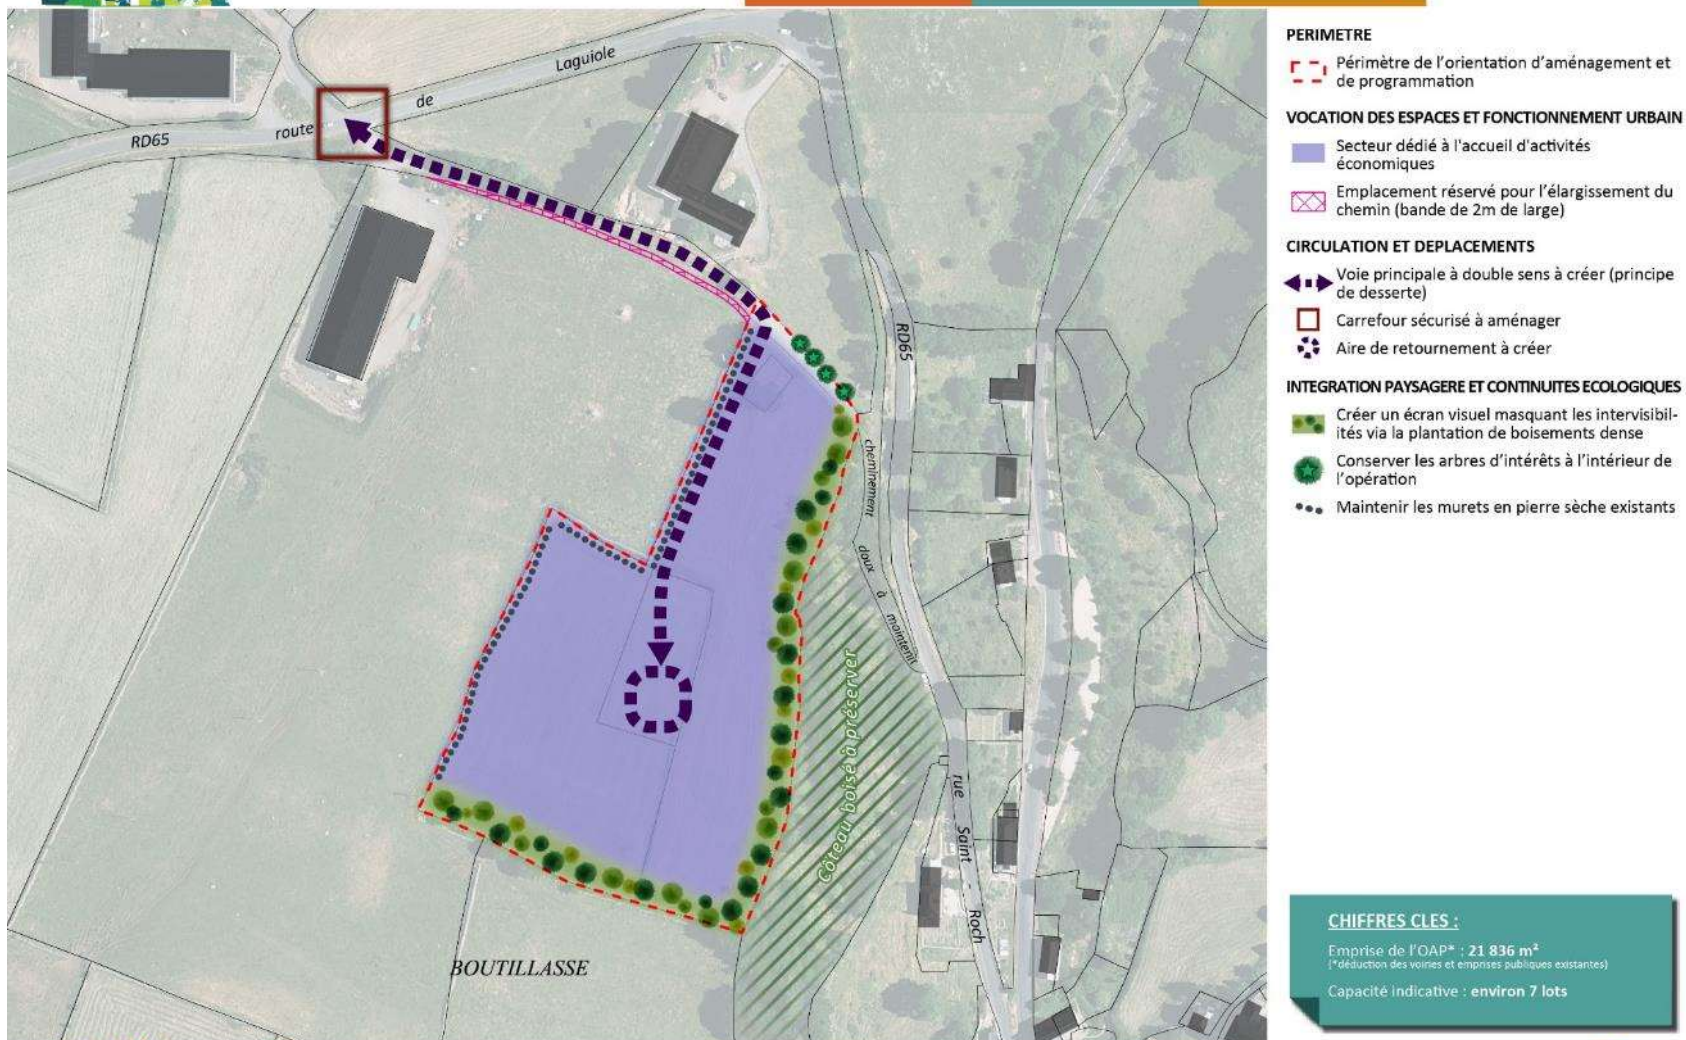 RD65
route
de
Laguiole
RD65
cheminement
doux à maintenir
Côteau boisé à préserver
rue Saint Roch
BOUTILLASSE
PERIMETRE
Périmètre de l'orientation d'aménagement et
de programmation
VOCATION DES ESPACES ET FONCTIONNEMENT URBAIN
Secteur dédié à l'accueil d'activités
économiques
Emplacement réservé pour l'élargissement du
chemin (bande de 2m de large)
CIRCULATION ET DEPLACEMENTS
Voie principale à double sens à créer (principe
de desserte)
Carrefour sécurisé à aménager
Aire de retournement à créer
INTEGRATION PAYSAGERE ET CONTINUITES ECOLOGIQUES
Créer un écran visuel masquant les intervisibil-
ités via la plantation de boisements dense
Conserver les arbres d'intérêts à l'intérieur de
l'opération
Maintenir les murets en pierre sèche existants
CHIFFRES CLES :
Emprise de l'OAP* : 21 836 m²
(*déduction des voiries et emprises publiques existantes)
Capacité indicative : environ 7 lots